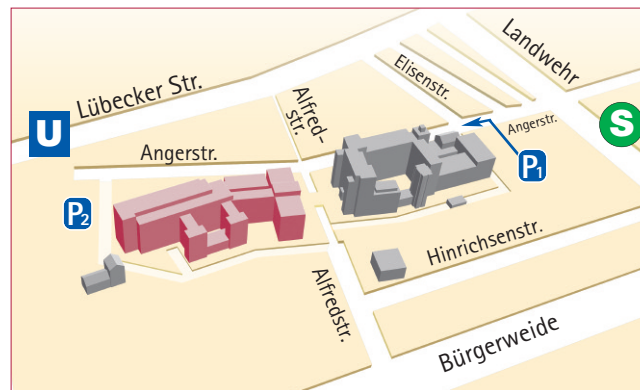 Landwehr
Lübecker Str.
Elisenstr.
Alfred-
str.
Angerstr.
U
S
Angerstr.
P1
P2
Hinrichsenstr.
Alfredstr.
Bürgerweide